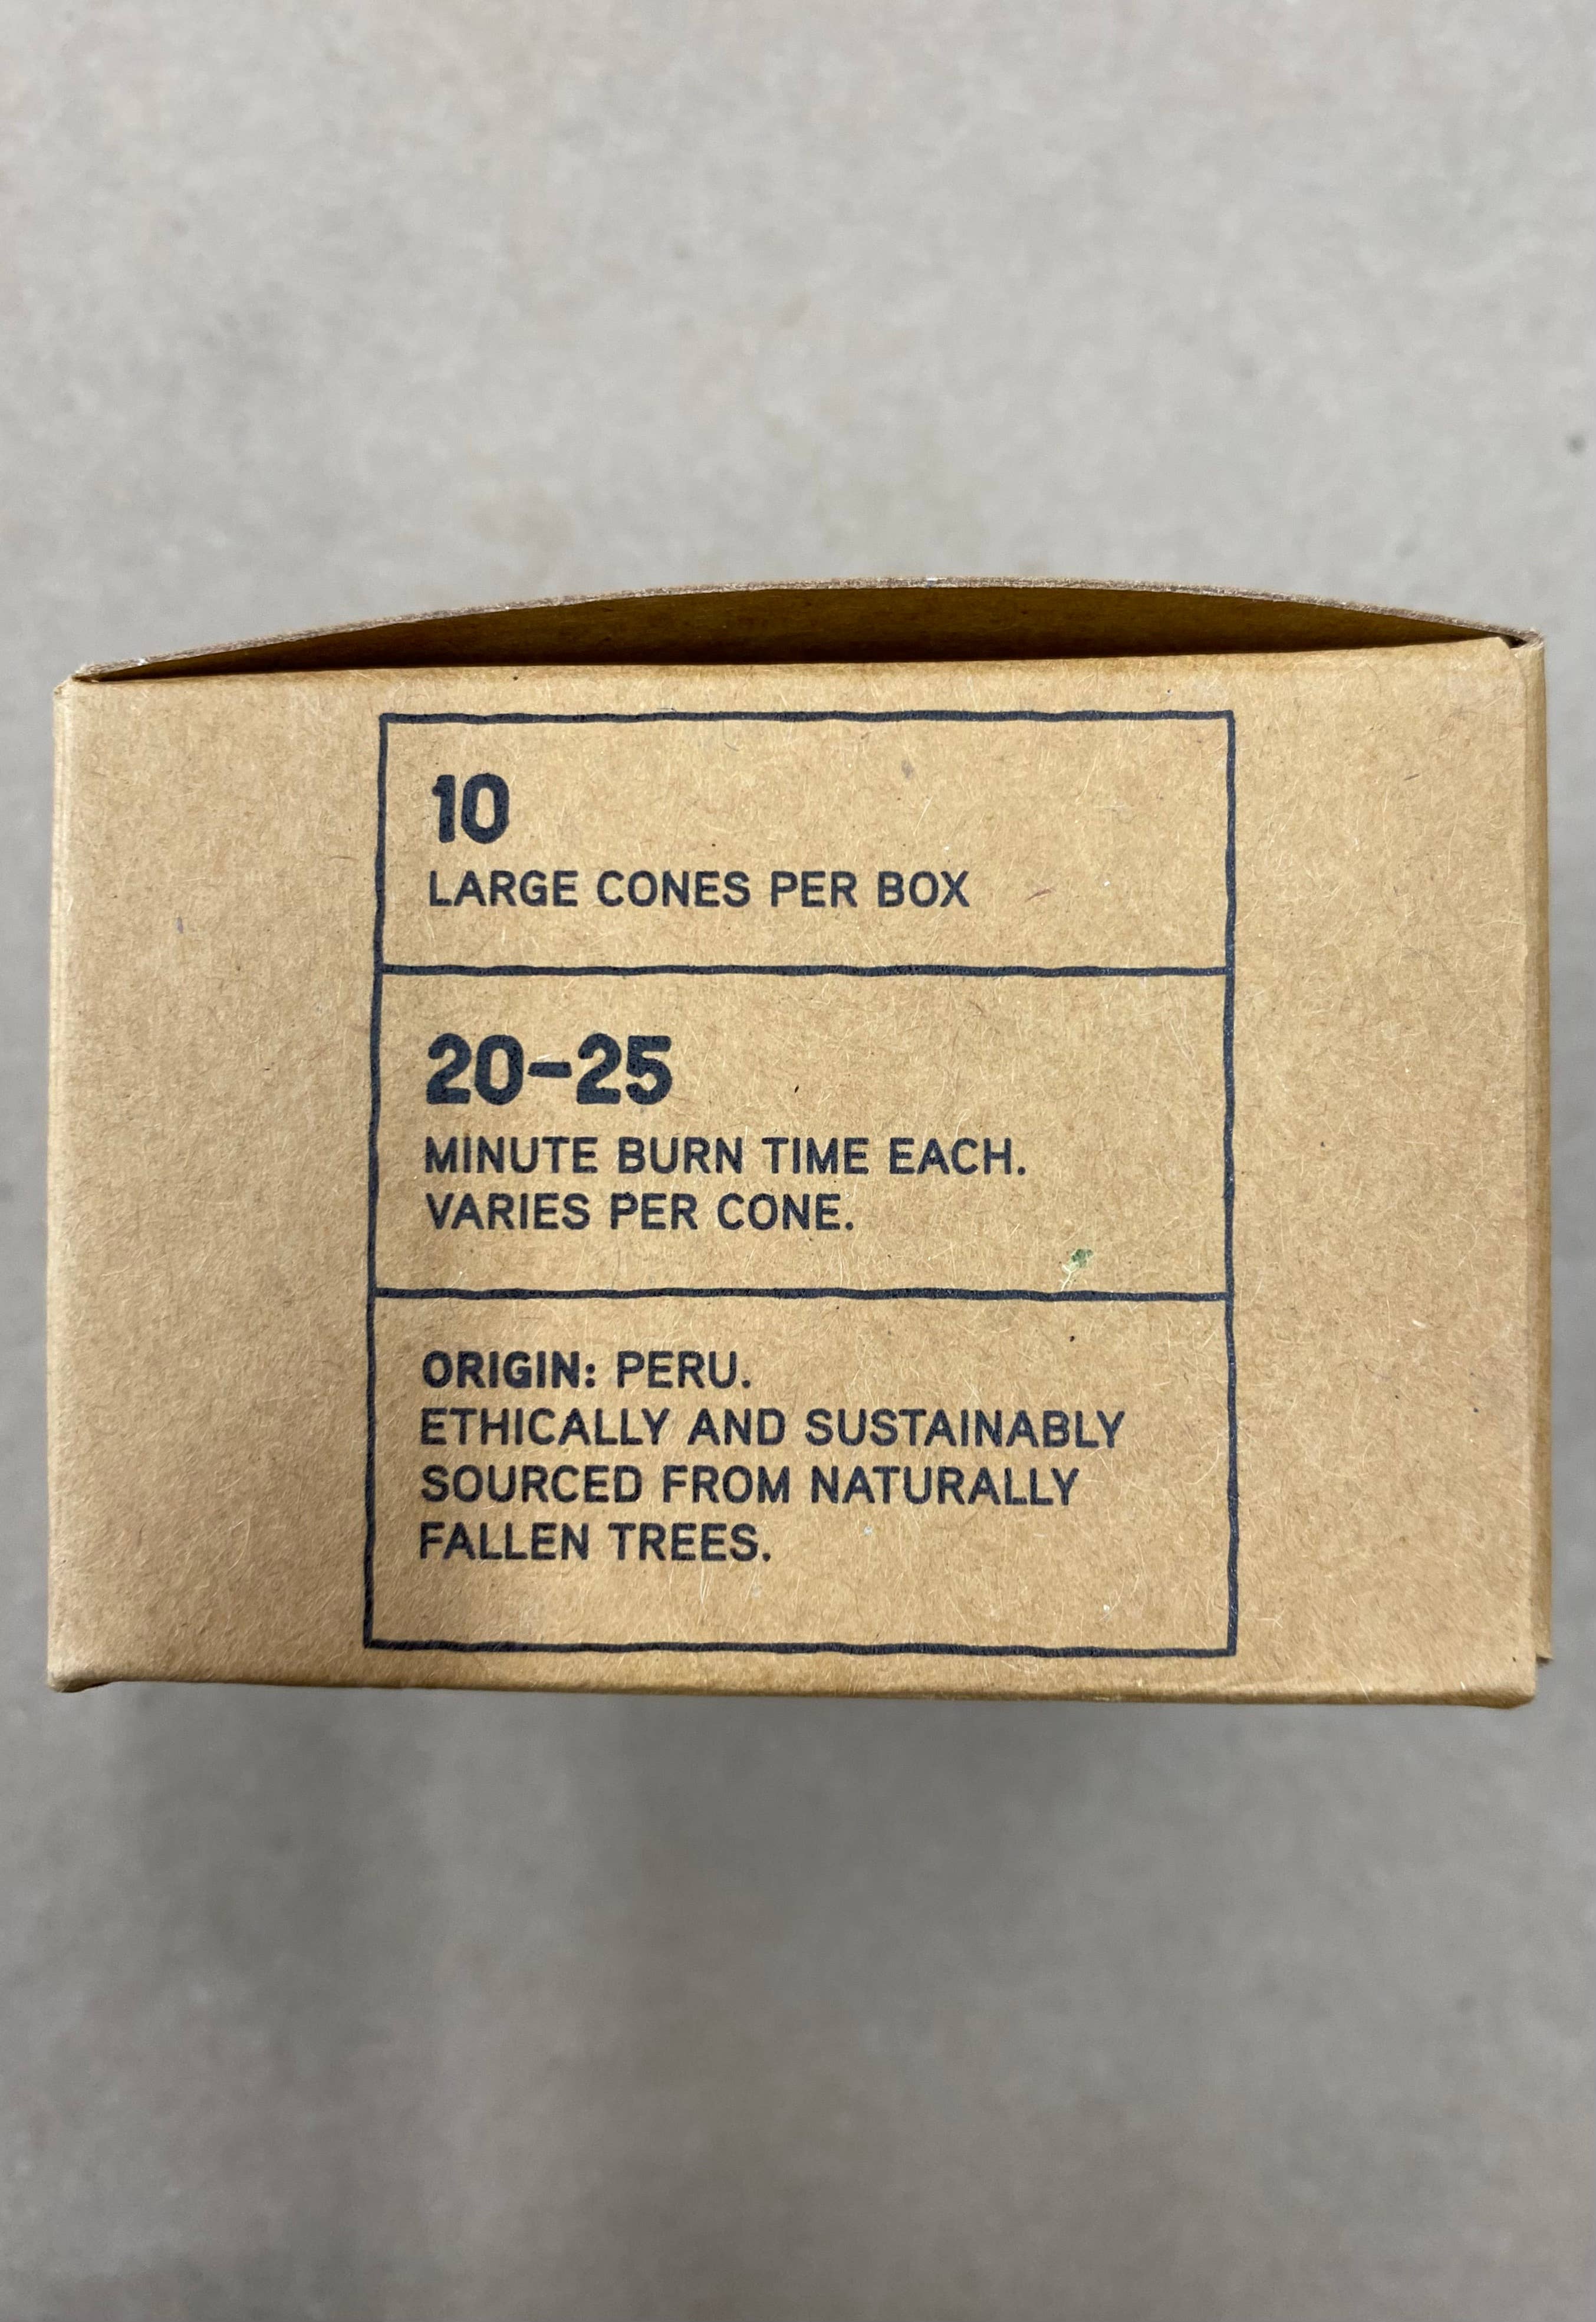 10
LARGE CONES PER BOX
20-25
MINUTE BURN TIME EACH.
VARIES PER CONE.
ORIGIN: PERU.
ETHICALLY AND SUSTAINABLY
SOURCED FROM NATURALLY
FALLEN TREES.